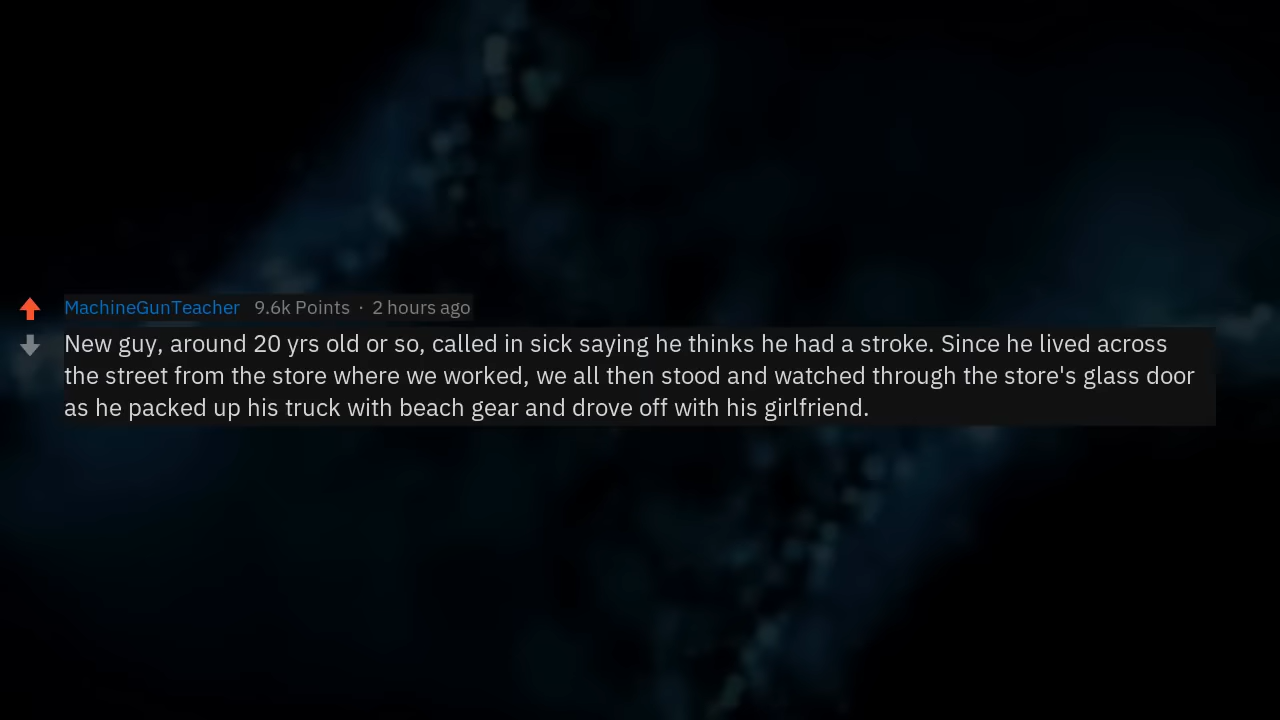 MachineGunTeacher 9.6k Points · 2 hours ago
New guy, around 20 yrs old or so, called in sick saying he thinks he had a stroke. Since he lived across
the street from the store where we worked, we all then stood and watched through the store's glass door
as he packed up his truck with beach gear and drove off with his girlfriend.